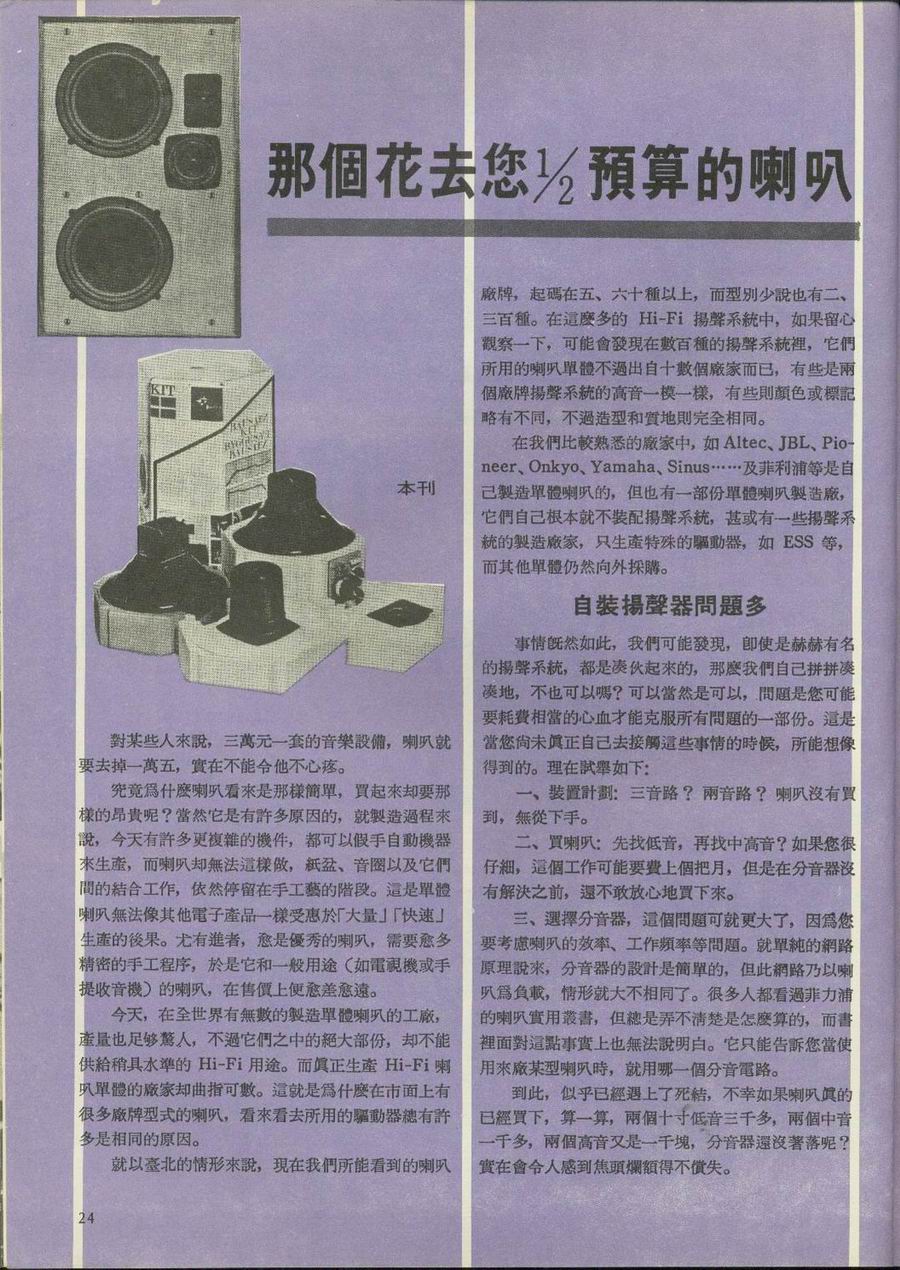 那個花去您1/2預算的喇叭
KIT
本刊
對某些人來說，三萬元一套的音樂設備，喇叭就
要去掉一萬五，實在不能令他不心疼。
究竟爲什麼喇叭看來是那樣簡單，買起來却要那
樣的昂貴呢？當然它是有許多原因的，就製造過程來
說，今天有許多更複雜的機件，都可以假手自動機器
來生產，而喇叭却無法這樣做，紙盆、音圈以及它們
間的結合工作，依然停留在手工藝的階段。這是單體
喇叭無法像其他電子產品一樣受惠於「大量」「快速」
生產的後果。尤有進者，愈是優秀的喇叭，需要愈多
精密的手工程序，於是它和一般用途（如電視機或手
提收音機）的喇叭，在售價上便愈差愈遠。
今天，在全世界有無數的製造單體喇叭的工廠，
產量也足够驚人，不過它們之中的絕大部份，却不能
供給稍具水準的 Hi-Fi 用途。而眞正生產 Hi-Fi 喇
叭單體的廠家却曲指可數。這就是爲什麼在市面上有
很多廠牌型式的喇叭，看來看去所用的驅動器總有許
多是相同的原因。
就以臺北的情形來說，現在我們所能看到的喇叭
廠牌，起碼在五、六十種以上，而型別少說也有二、
三百種。在這麼多的 Hi-Fi 揚聲系統中，如果留心
觀察一下，可能會發現在數百種的揚聲系統裡，它們
所用的喇叭單體不過出自十數個廠家而已，有些是兩
個廠牌揚聲系統的高音一模一樣，有些則顏色或標記
略有不同，不過造型和質地則完全相同。
在我們比較熟悉的廠家中，如 Altec、JBL、Pio-
neer、Onkyo、Yamaha、Sinus……及菲利浦等是自
己製造單體喇叭的，但也有一部份單體喇叭製造廠，
它們自己根本就不裝配揚聲系統，甚或有一些揚聲系
統的製造廠家，只生產特殊的驅動器，如 ESS 等，
而其他單體仍然向外採購。
自裝揚聲器問題多
事情旣然如此，我們可能發現，卽使是赫赫有名
的揚聲系統，都是湊伙起來的，那麼我們自己拼拼湊
湊地，不也可以嗎？可以當然是可以，問題是您可能
要耗費相當的心血才能克服所有問題的一部份。這是
當您尙未眞正自己去接觸這些事情的時候，所能想像
得到的。現在試舉如下：
一、裝置計劃：三音路？兩音路？喇叭沒有買
到，無從下手。
二、買喇叭：先找低音，再找中高音？如果您很
仔細，這個工作可能要費上個把月，但是在分音器沒
有解決之前，還不敢放心地買下來。
三、選擇分音器，這個問題可就更大了，因爲您
要考慮喇叭的效率、工作頻率等問題。就單純的網路
原理說來，分音器的設計是簡單的，但此網路乃以喇
叭爲負載，情形就大不相同了。很多人都看過菲力浦
的喇叭實用叢書，但總是弄不淸楚是怎麼算的，而書
裡面對這點事實上也無法說明白。它只能告訴您當使
用來廠某型喇叭時，就用哪一個分音電路。
到此，似乎已經遇上了死結，不幸如果喇叭眞的
已經買下，算一算，兩個十寸低音三千多，兩個中音
一千多，兩個高音又是一千塊，分音器還沒著落呢？
實在會令人感到焦頭爛額得不償失。
24